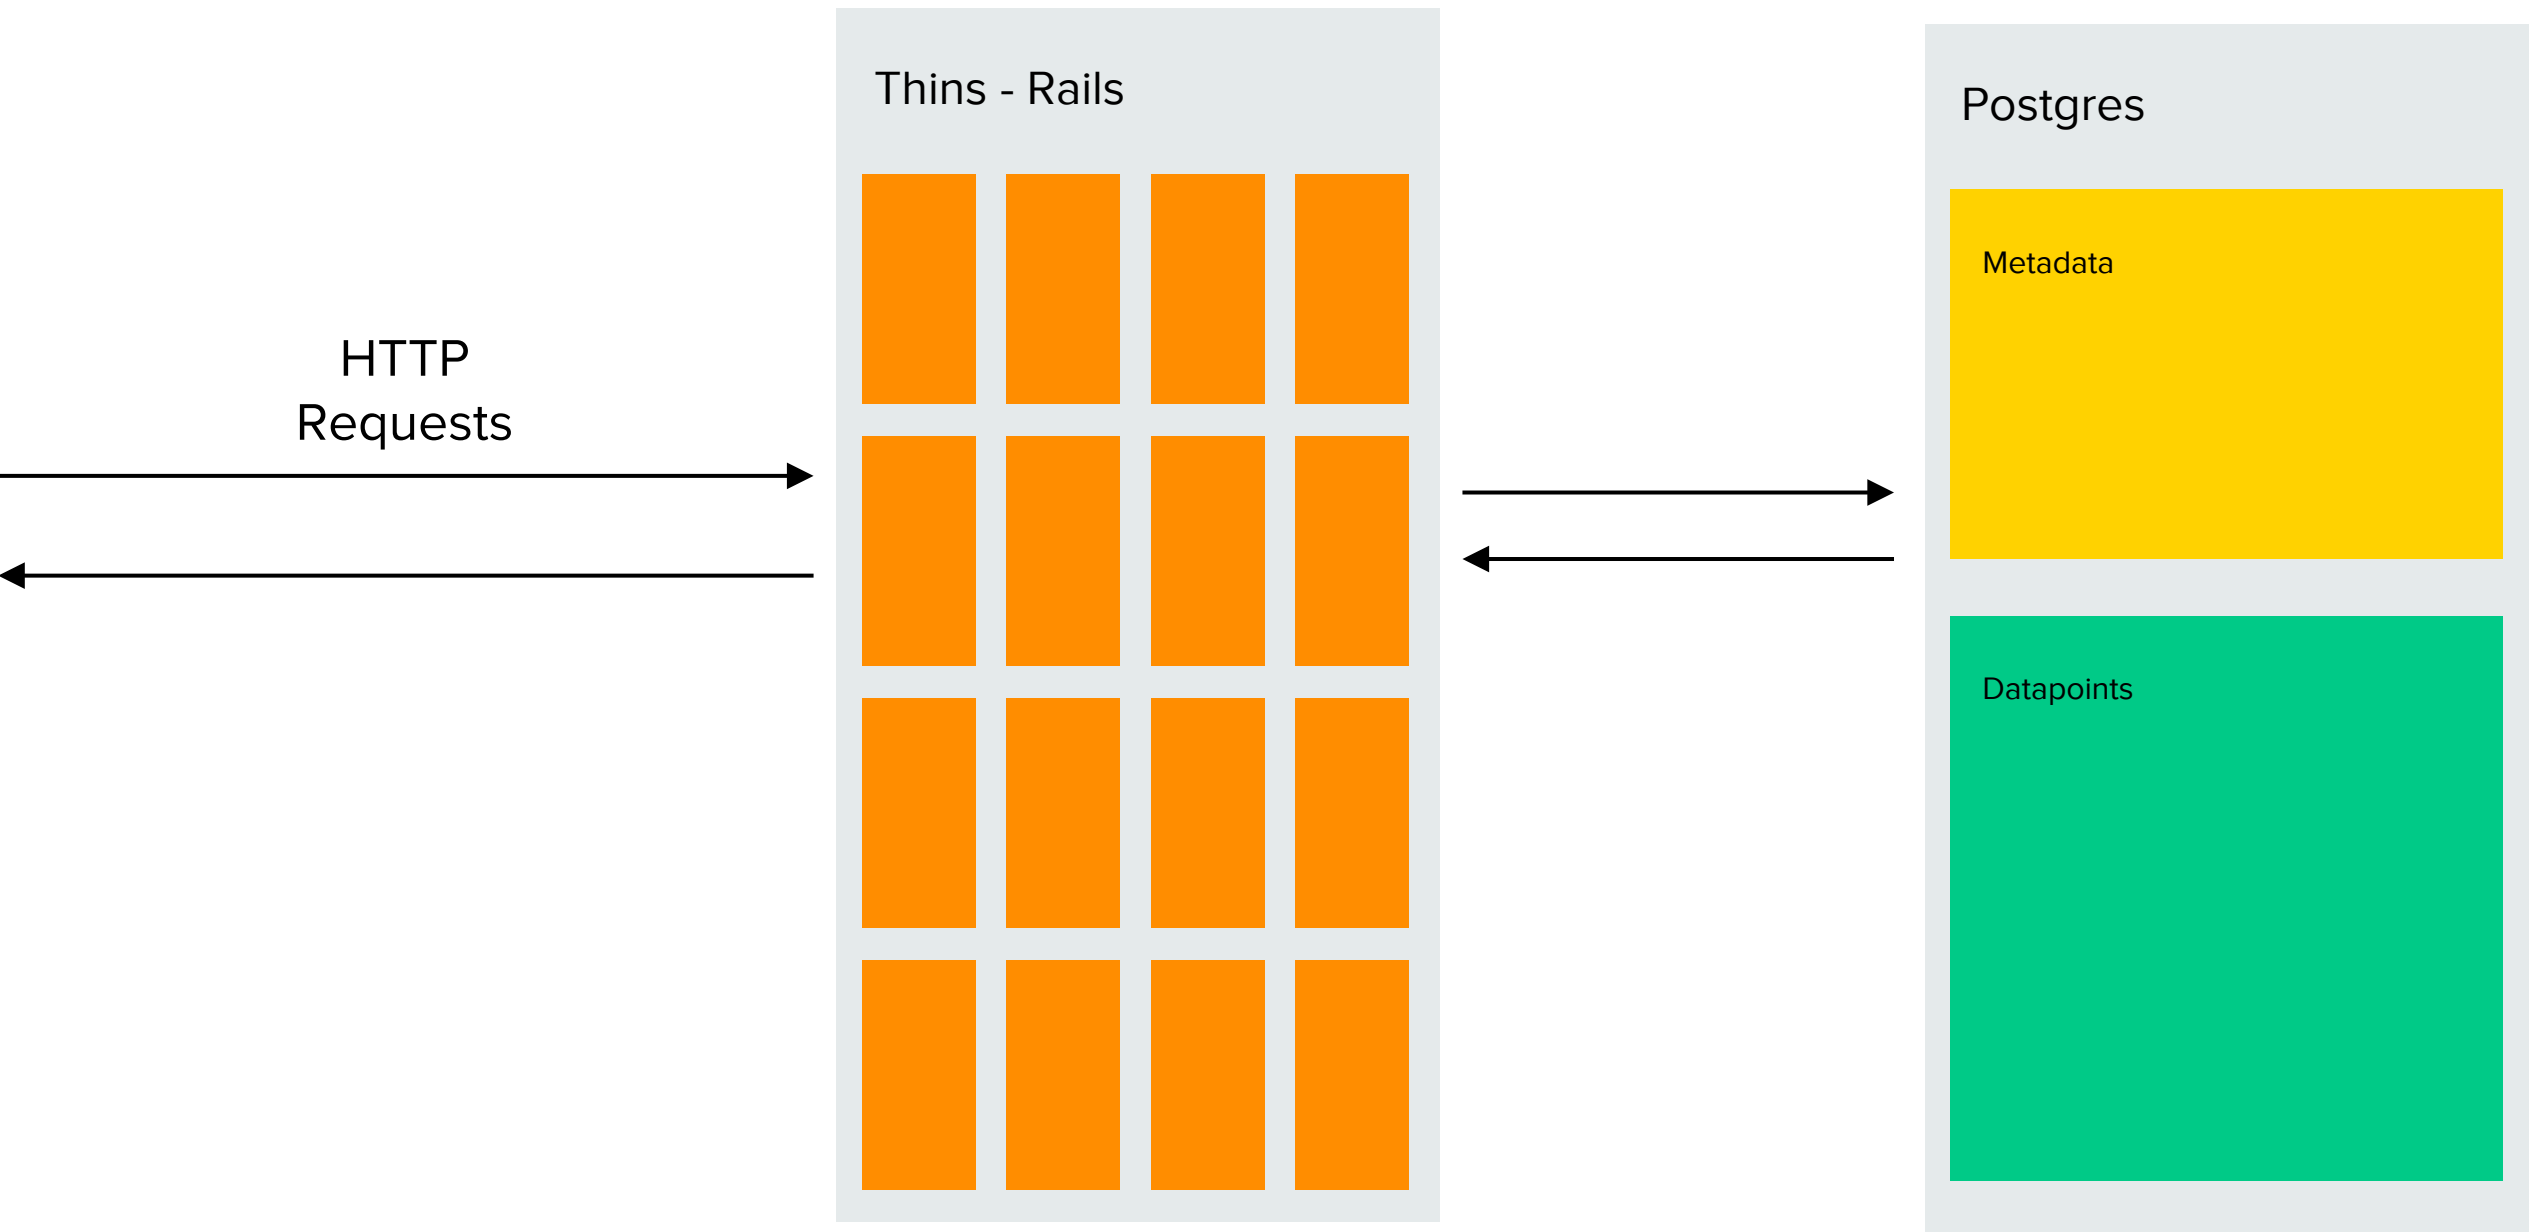 HTTP
Requests
Thins - Rails
Postgres
Metadata
Datapoints